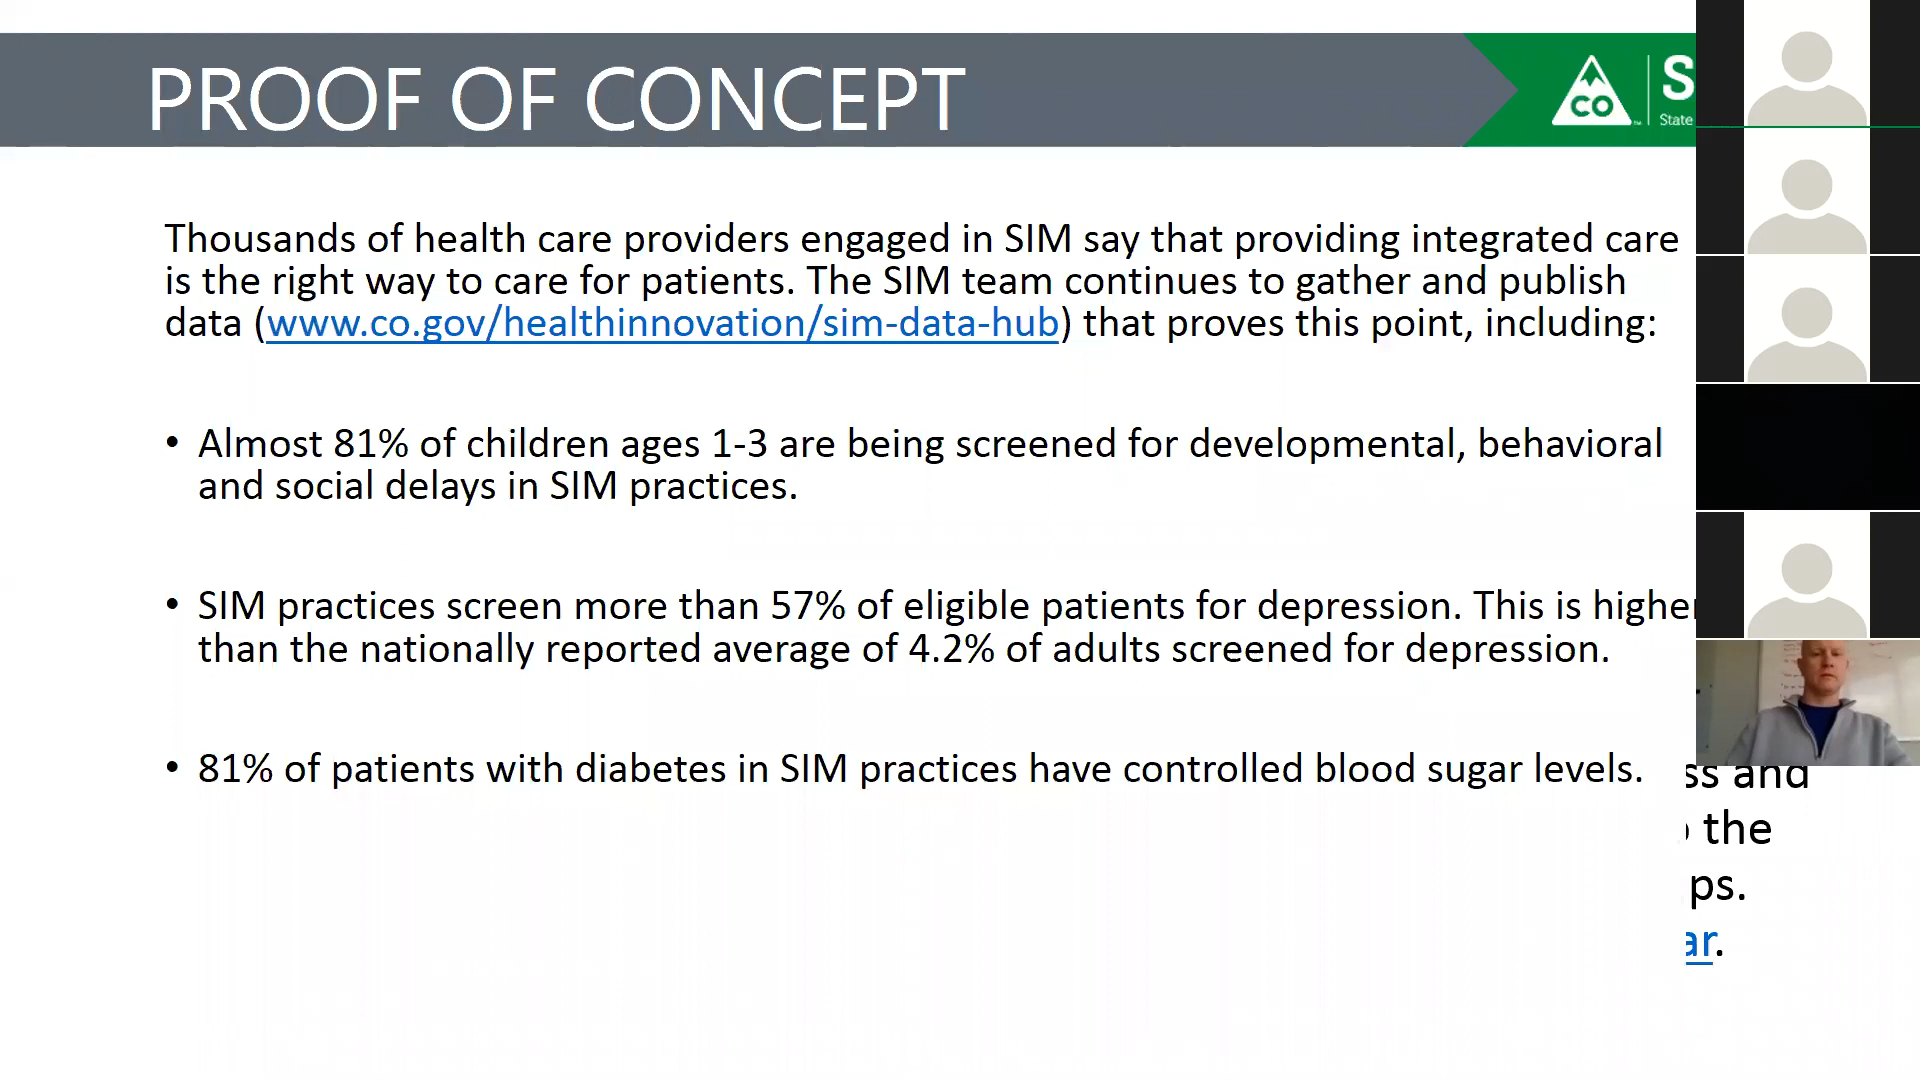 PROOF OF CONCEPT
CO
S
State
Thousands of health care providers engaged in SIM say that providing integrated care
is the right way to care for patients. The SIM team continues to gather and publish
data (www.co.gov/healthinnovation/sim-data-hub) that proves this point, including:
• Almost 81% of children ages 1-3 are being screened for developmental, behavioral
and social delays in SIM practices.
• SIM practices screen more than 57% of eligible patients for depression. This is higher
than the nationally reported average of 4.2% of adults screened for depression.
• 81% of patients with diabetes in SIM practices have controlled blood sugar levels.
ss and
the
ps.
ar.